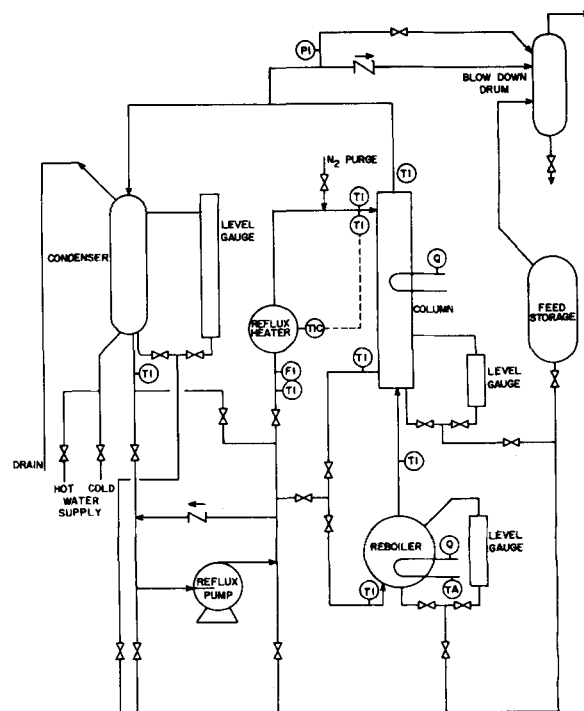 PI
BLOW DOWN
DRUM
N₂ PURGE
TI
TI
TI
LEVEL
GAUGE
CONDENSER
Q
COLUMN
FEED
STORAGE
REFLUX
HEATER
TIC
TI
FI
TI
TI
LEVEL
GAUGE
TI
DRAIN
HOT COLD
WATER
SUPPLY
LEVEL
GAUGE
REBOILER
Q
REFLUX
PUMP
TI
TA